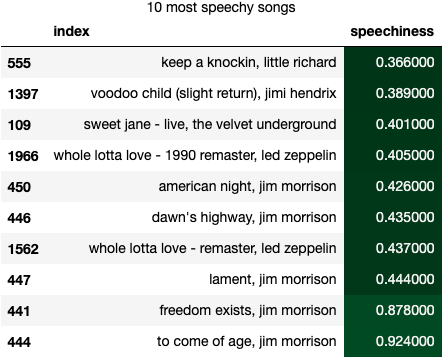 10 most speechy songs
index speechiness
555 keep a knockin, little richard 0.366000
1397 voodoo child (slight return), jimi hendrix 0.389000
109 sweet jane - live, the velvet underground 0.401000
1966 whole lotta love - 1990 remaster, led zeppelin 0.405000
450 american night, jim morrison 0.426000
446 dawn's highway, jim morrison 0.435000
1562 whole lotta love - remaster, led zeppelin 0.437000
447 lament, jim morrison 0.444000
441 freedom exists, jim morrison 0.878000
444 to come of age, jim morrison 0.924000